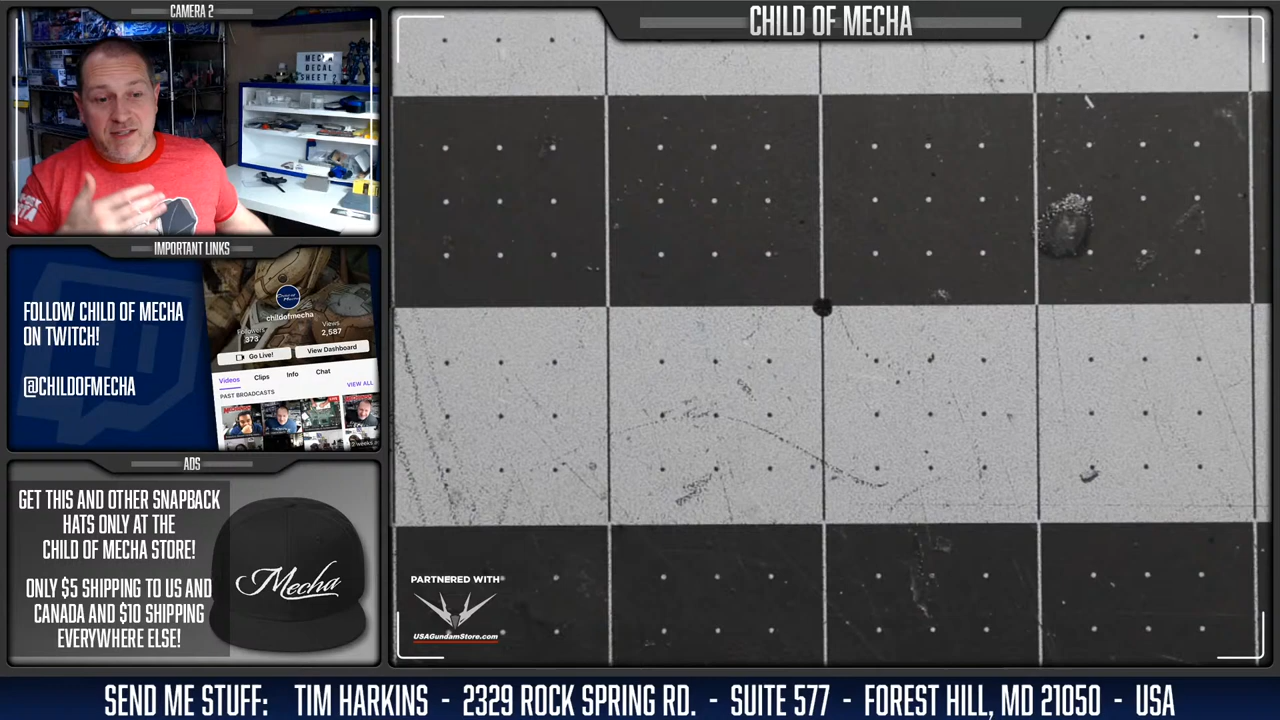 CAMERA 2
CHILD OF MECHA
MECHA
DECAL
SHEET 2
IMPORTANT LINKS
FOLLOW CHILD OF MECHA
ON TWITCH!
@CHILDOFMECHA
childofmecha
Followers
373
Views
2,587
Go Live!
View Dashboard
Videos
Clips
Info
Chat
PAST BROADCASTS
VIEW ALL
ADS
GET THIS AND OTHER SNAPBACK
HATS ONLY AT THE
CHILD OF MECHA STORE!
ONLY $5 SHIPPING TO US AND
CANADA AND $10 SHIPPING
EVERYWHERE ELSE!
Mecha
PARTNERED WITH
USAGundamStore.com
SEND ME STUFF: TIM HARKINS - 2329 ROCK SPRING RD. - SUITE 577 - FOREST HILL, MD 21050 - USA